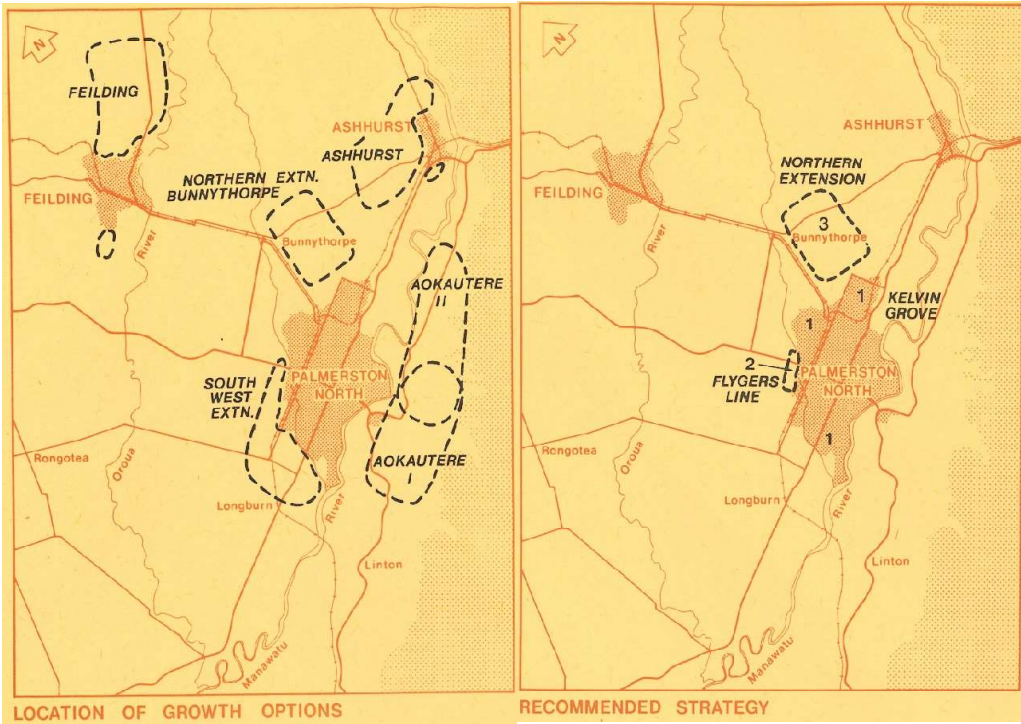 N
FEILDING
ASHHURST
ASHHURST
NORTHERN EXTN.
BUNNYTHORPE
FEILDING
River
Bunnythorpe
AOKAUTERE
II
SOUTH
WEST
EXTN.
PALMERSTON
NORTH
Rongotea
Oroua
AOKAUTERE
I
Longburn
River
Linton
Manawatu
LOCATION OF GROWTH OPTIONS
N
ASHHURST
NORTHERN
EXTENSION
FEILDING
3
River
Bunnythorpe
1
KELVIN
GROVE
1
2
FLYGERS
LINE
PALMERSTON
NORTH
1
Rongotea
Oroua
Longburn
River
Linton
Manawatu
RECOMMENDED STRATEGY